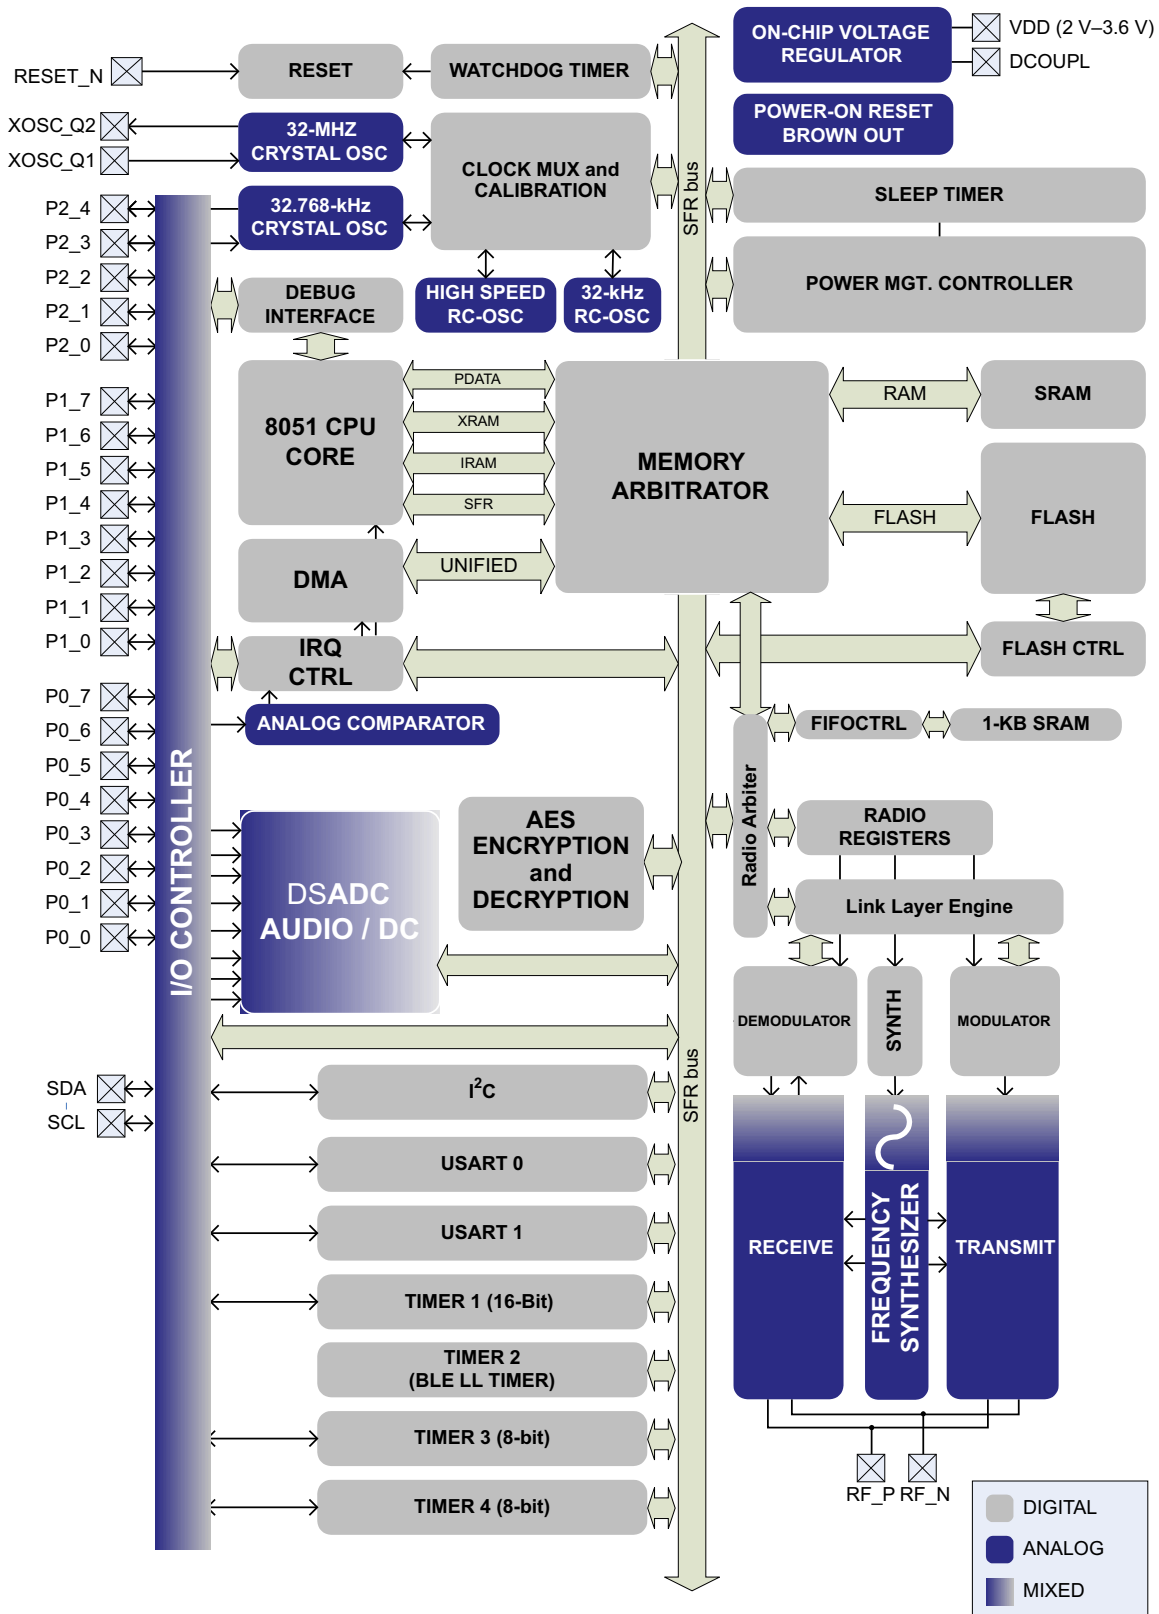 ON-CHIP VOLTAGE
REGULATOR
VDD (2 V–3.6 V)
DCOUPL
RESET_N
RESET
WATCHDOG TIMER
POWER-ON RESET
BROWN OUT
XOSC_Q2
XOSC_Q1
32-MHZ
CRYSTAL OSC
CLOCK MUX and
CALIBRATION
SFR bus
SLEEP TIMER
P2_4
P2_3
P2_2
P2_1
P2_0
32.768-kHz
CRYSTAL OSC
POWER MGT. CONTROLLER
DEBUG
INTERFACE
HIGH SPEED
RC-OSC
32-kHz
RC-OSC
PDATA
XRAM
IRAM
SFR
8051 CPU
CORE
MEMORY
ARBITRATOR
RAM
SRAM
FLASH
FLASH
P1_7
P1_6
P1_5
P1_4
P1_3
P1_2
P1_1
P1_0
DMA
UNIFIED
IRQ
CTRL
FLASH CTRL
ANALOG COMPARATOR
FIFOCTRL
1-KB SRAM
P0_7
P0_6
P0_5
P0_4
P0_3
P0_2
P0_1
P0_0
I/O CONTROLLER
Radio Arbiter
AES
ENCRYPTION
and
DECRYPTION
RADIO
REGISTERS
DSADC
AUDIO / DC
Link Layer Engine
DEMODULATOR
SYNTH
MODULATOR
SFR bus
SDA
SCL
I2C
USART 0
USART 1
TIMER 1 (16-Bit)
TIMER 2
(BLE LL TIMER)
TIMER 3 (8-bit)
TIMER 4 (8-bit)
RECEIVE
FREQUENCY
SYNTHESIZER
TRANSMIT
RF_P
RF_N
DIGITAL
ANALOG
MIXED